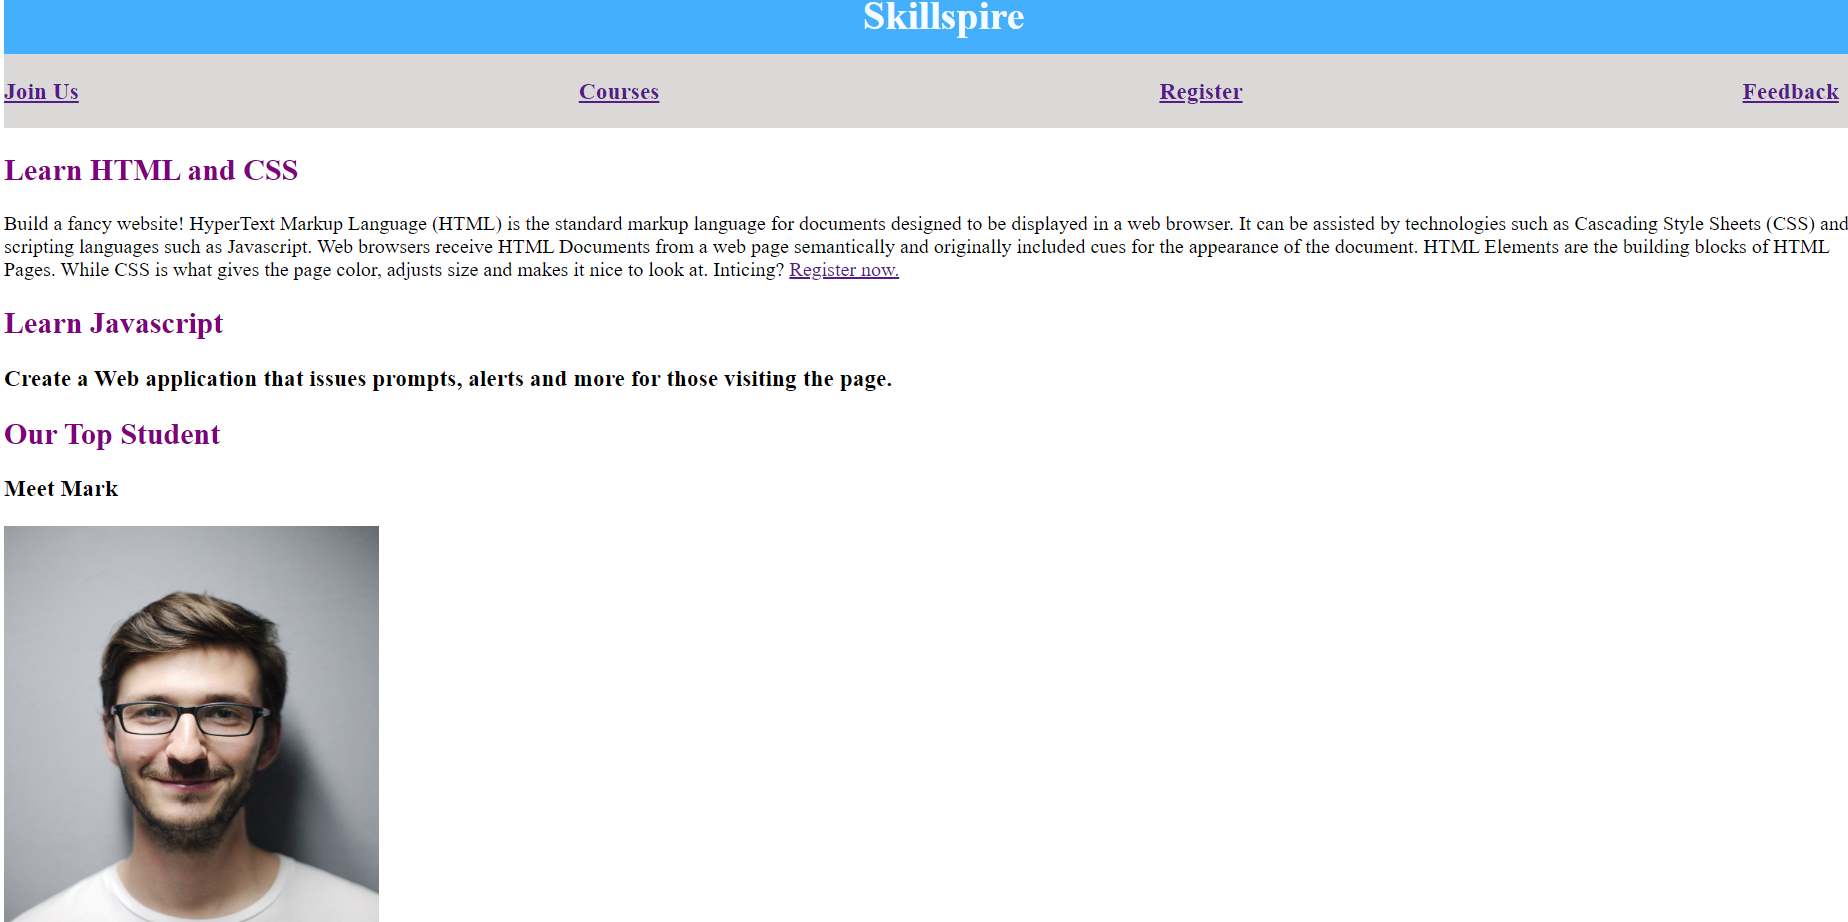 Skillspire
Join Us Courses Register Feedback
Learn HTML and CSS
Build a fancy website! HyperText Markup Language (HTML) is the standard markup language for documents designed to be displayed in a web browser. It can be assisted by technologies such as Cascading Style Sheets (CSS) and
scripting languages such as Javascript. Web browsers receive HTML Documents from a web page semantically and originally included cues for the appearance of the document. HTML Elements are the building blocks of HTML
Pages. While CSS is what gives the page color, adjusts size and makes it nice to look at. Inticing? Register now.
Learn Javascript
Create a Web application that issues prompts, alerts and more for those visiting the page.
Our Top Student
Meet Mark